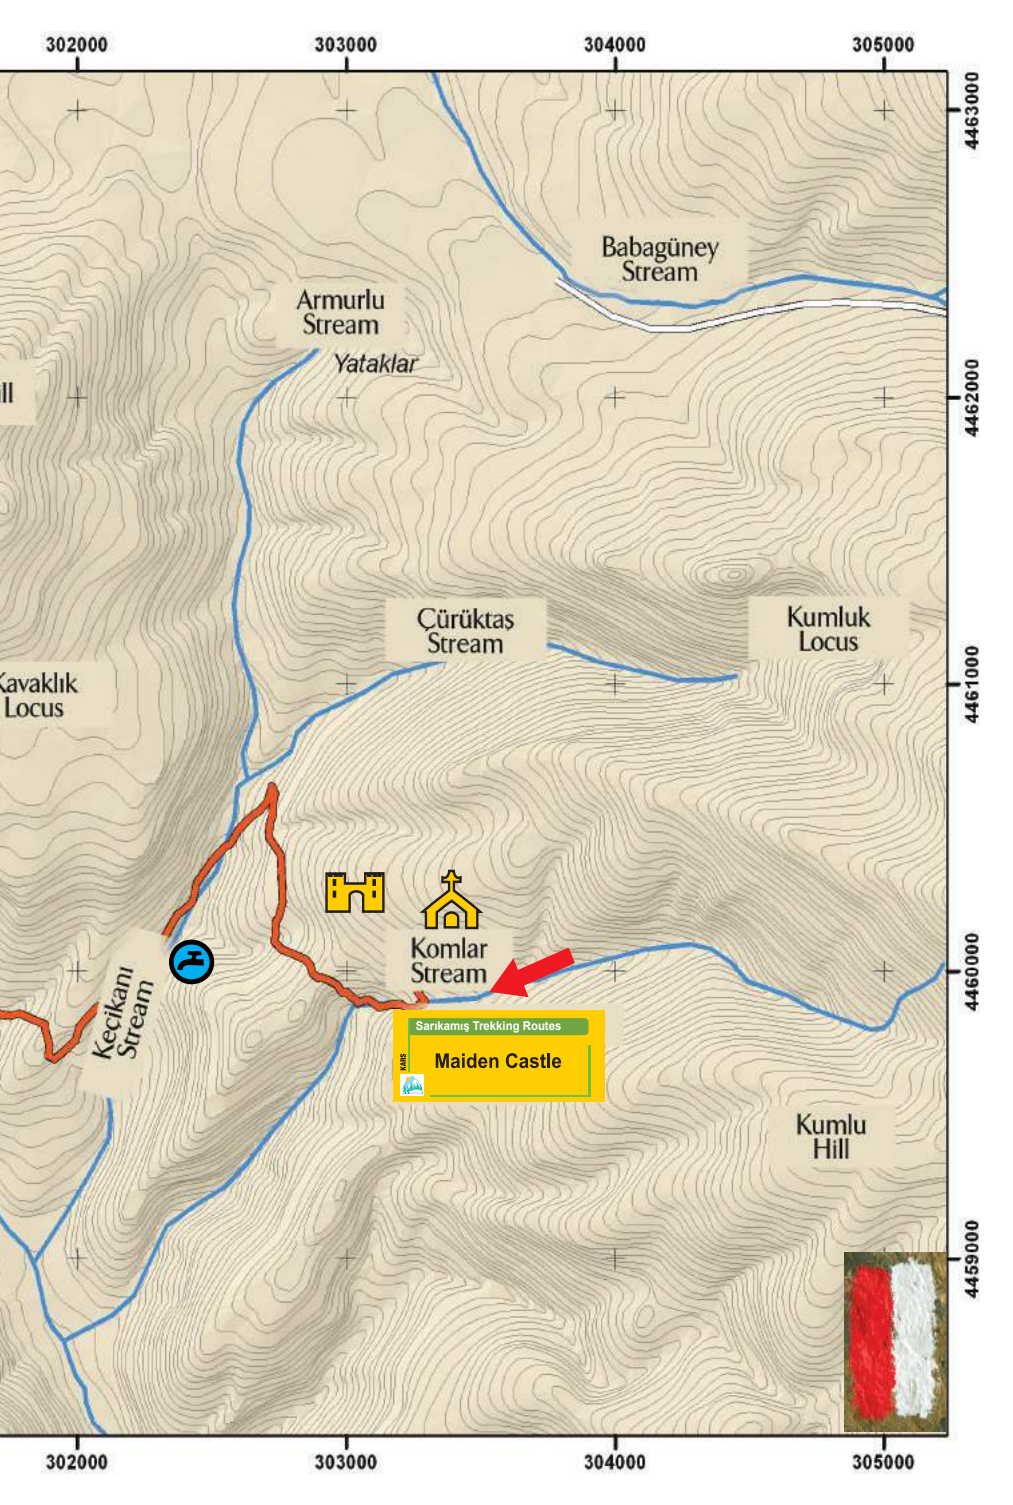 302000
303000
304000
305000
4463000
Babagüney
Stream
Armurlu
Stream
Yataklar
ill
4462000
Çürüktaş
Stream
Kumluk
Locus
Kavaklık
Locus
4461000
Komlar
Stream
4460000
Keçikanı
Stream
Sarıkamış Trekking Routes
KARS
Maiden Castle
Kumlu
Hill
4459000
302000
303000
304000
305000